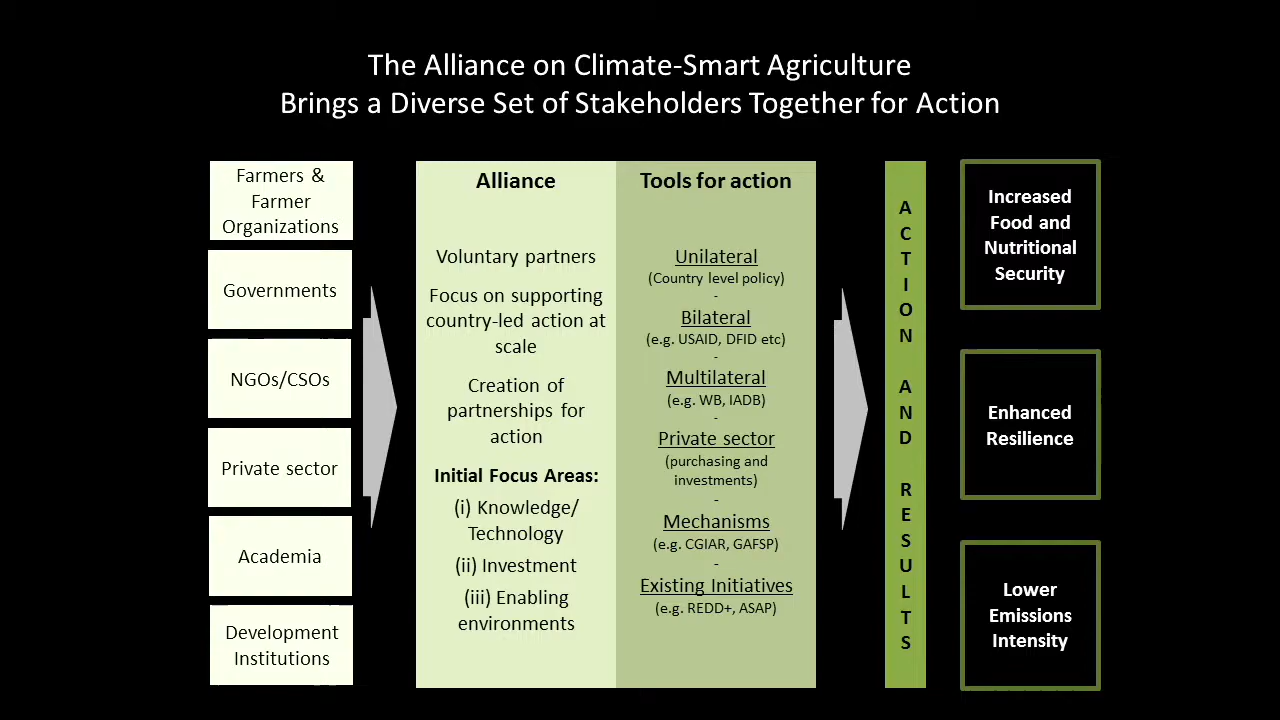 The Alliance on Climate-Smart Agriculture
Brings a Diverse Set of Stakeholders Together for Action
Farmers &
Farmer
Organizations
Governments
NGOs/CSOs
Private sector
Academia
Development
Institutions
Alliance
Voluntary partners
Focus on supporting
country-led action at
scale
Creation of
partnerships for
action
Initial Focus Areas:
(i) Knowledge/
Technology
(ii) Investment
(iii) Enabling
environments
Tools for action
Unilateral
(Country level policy)
-
Bilateral
(e.g. USAID, DFID etc)
-
Multilateral
(e.g. WB, IADB)
-
Private sector
(purchasing and
investments)
-
Mechanisms
(e.g. CGIAR, GAFSP)
-
Existing Initiatives
(e.g. REDD+, ASAP)
A
C
T
I
O
N
A
N
D
R
E
S
U
L
T
S
Increased
Food and
Nutritional
Security
Enhanced
Resilience
Lower
Emissions
Intensity